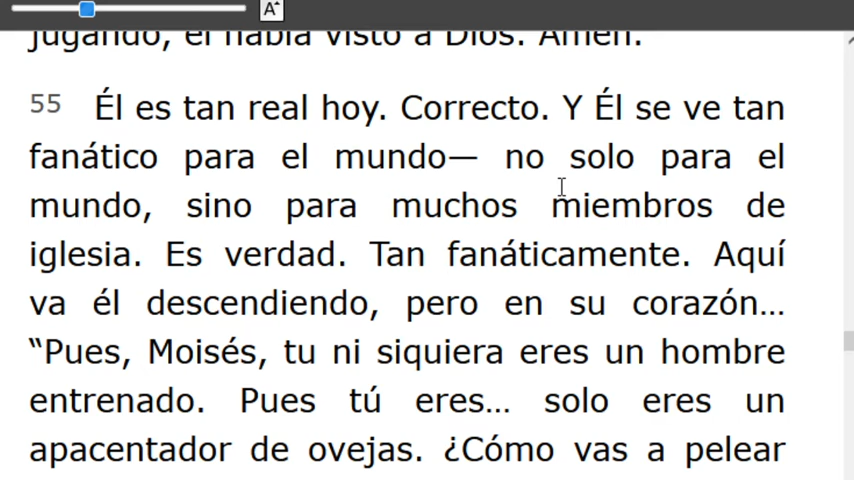 A
jugando, él había visto a Dios. Amén.
55 Él es tan real hoy. Correcto. Y Él se ve tan
fanático para el mundo— no solo para el
mundo, sino para muchos miembros de
iglesia. Es verdad. Tan fanáticamente. Aquí
va él descendiendo, pero en su corazón…
“Pues, Moisés, tu ni siquiera eres un hombre
entrenado. Pues tú eres… solo eres un
apacentador de ovejas. ¿Cómo vas a pelear